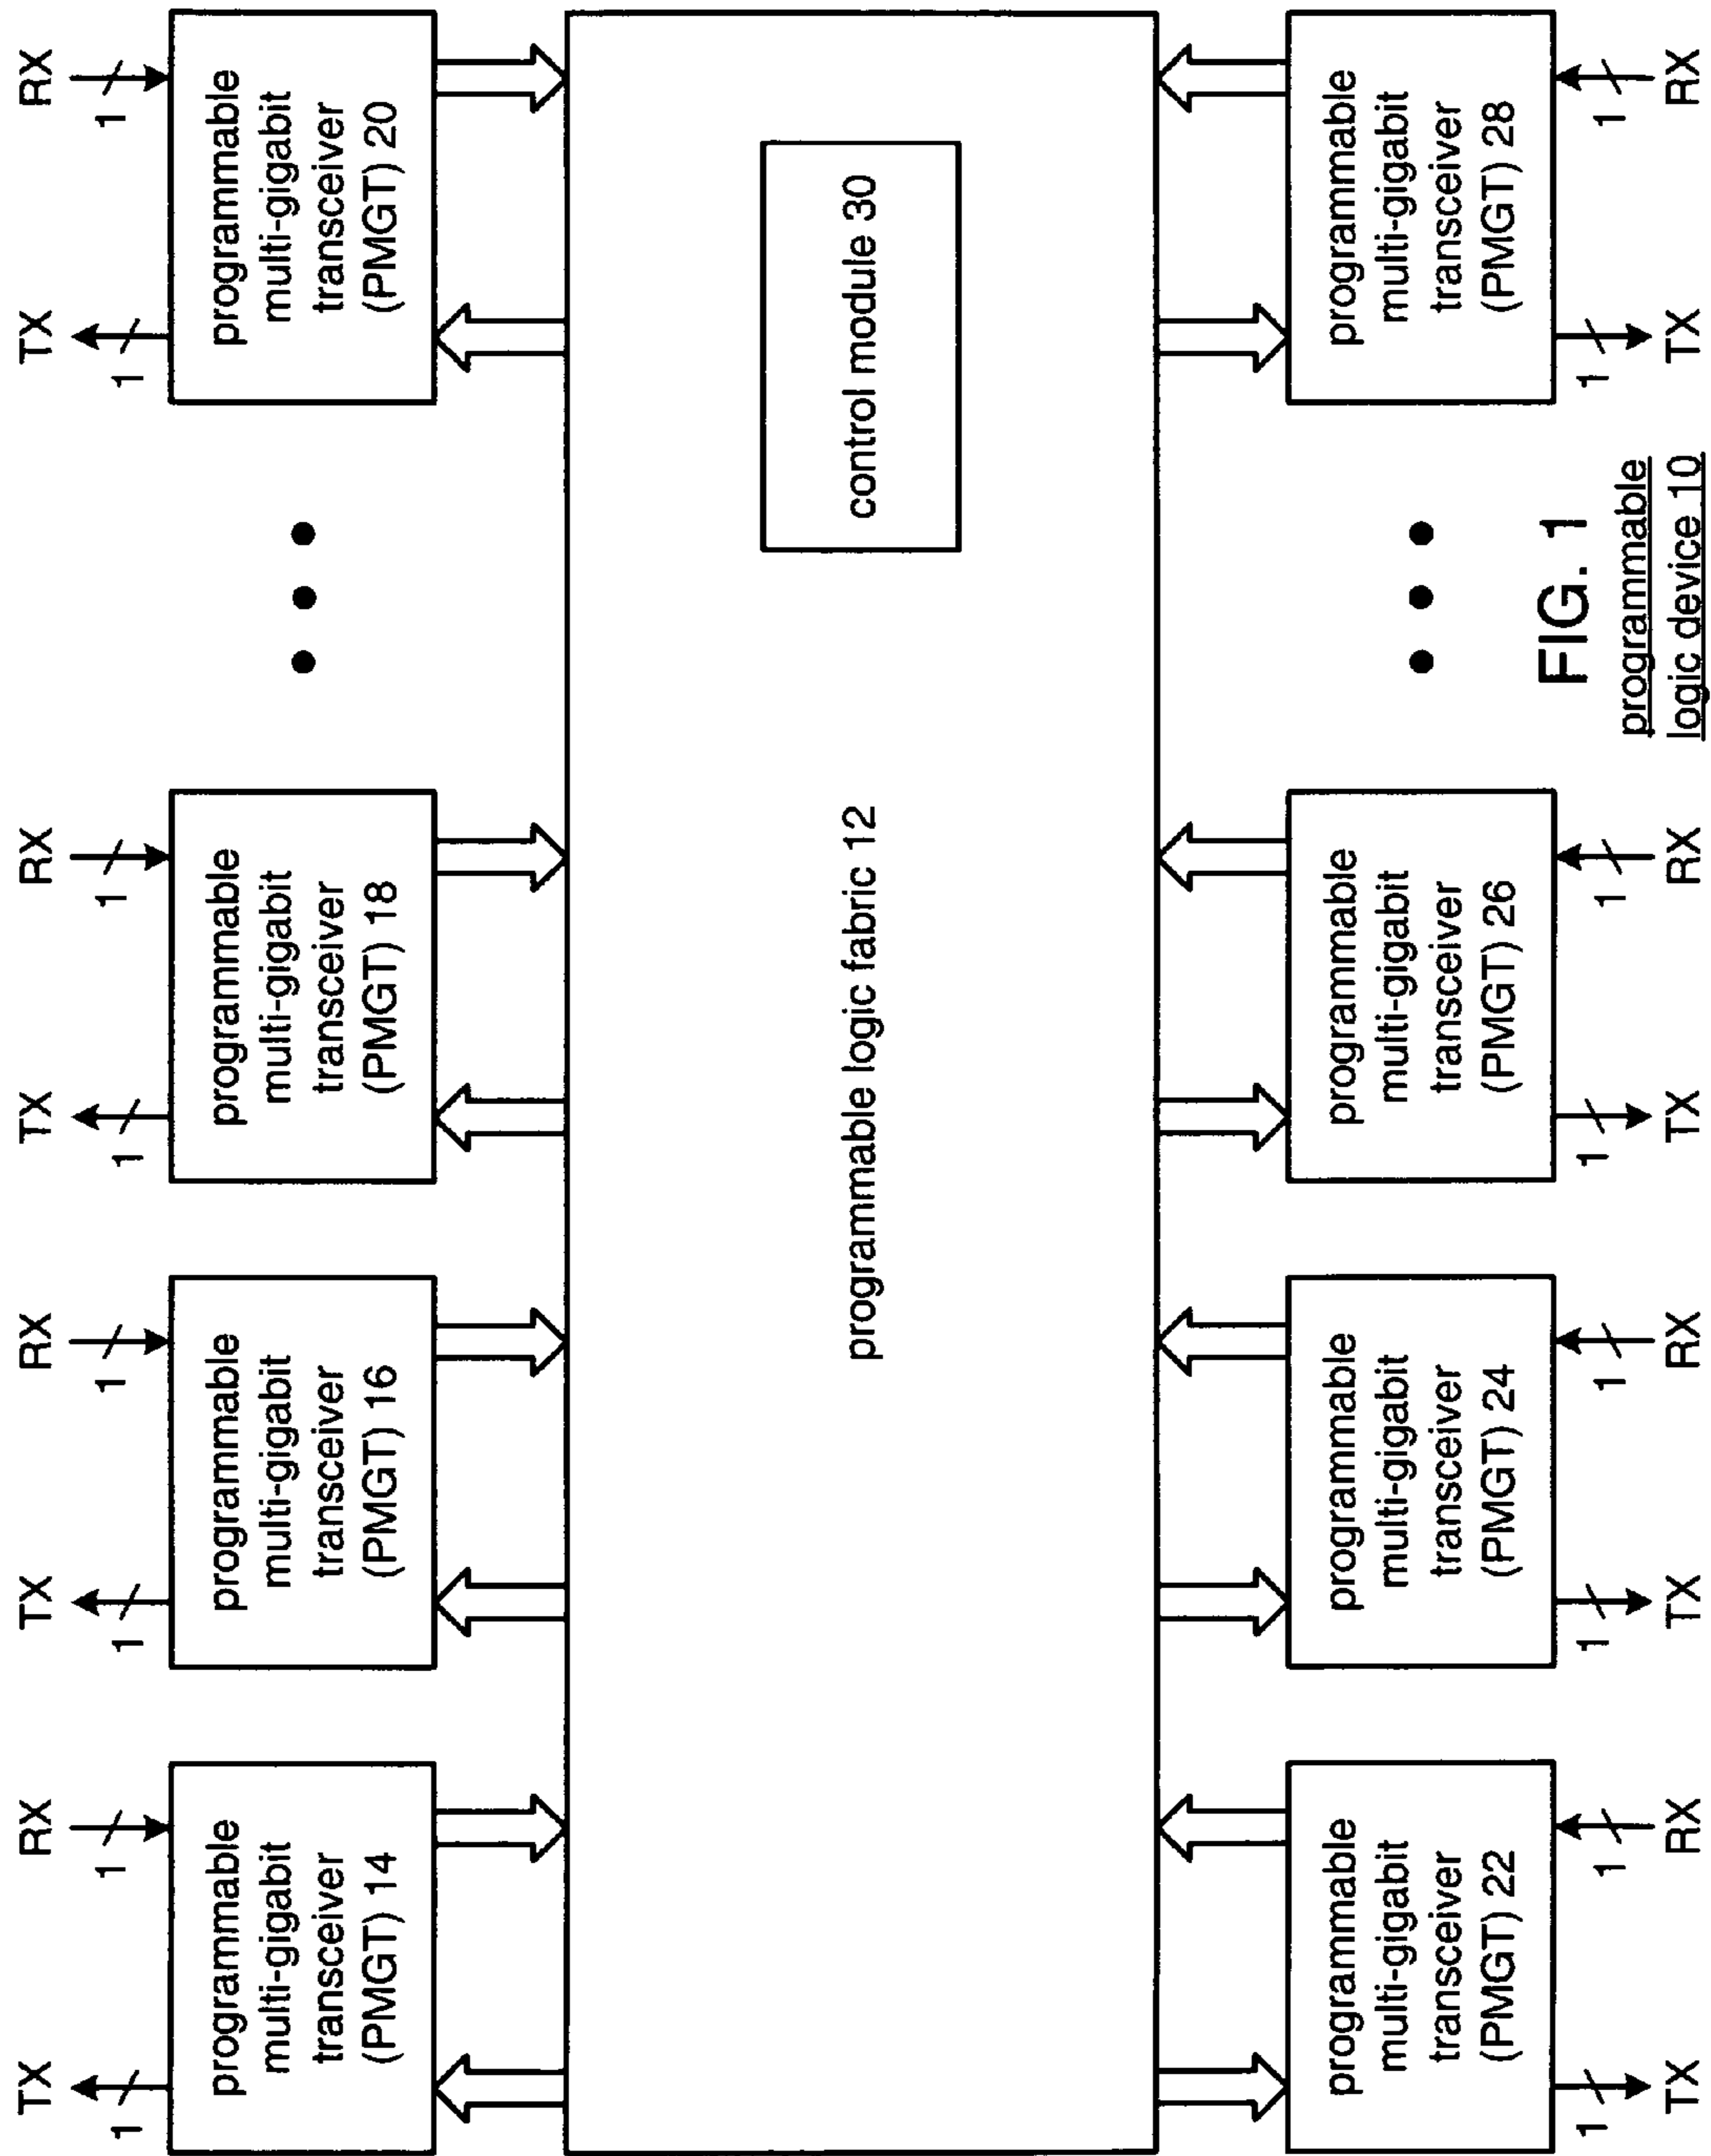 TX
RX
TX
RX
TX
RX
TX
RX
1
1
1
1
1
1
1
1
programmable
multi-gigabit
transceiver
(PMGT) 14
programmable
multi-gigabit
transceiver
(PMGT) 16
programmable
multi-gigabit
transceiver
(PMGT) 18
programmable
multi-gigabit
transceiver
(PMGT) 20
programmable logic fabric 12
control module 30
programmable
multi-gigabit
transceiver
(PMGT) 22
programmable
multi-gigabit
transceiver
(PMGT) 24
programmable
multi-gigabit
transceiver
(PMGT) 26
programmable
multi-gigabit
transceiver
(PMGT) 28
1
1
1
1
1
1
1
1
TX
RX
TX
RX
TX
RX
TX
RX
FIG. 1
programmable
logic device 10